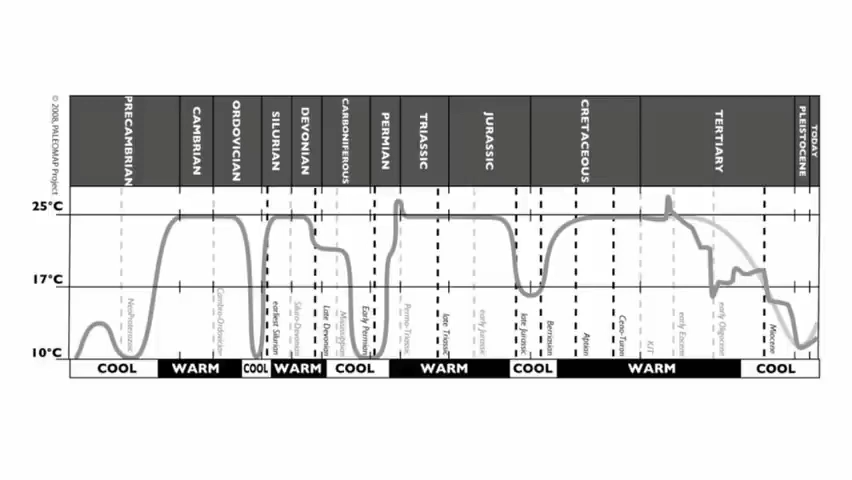 © 2008, PALEOMAP Project
PRECAMBRIAN
CAMBRIAN
ORDOVICIAN
SILURIAN
DEVONIAN
CARBONIFEROUS
PERMIAN
TRIASSIC
JURASSIC
CRETACEOUS
TERTIARY
PLEISTOCENE
TODAY
25°C
17°C
10°C
Neoproterozoic
Cambro-Ordovician
earliest Silurian
Siluro-Devonian
Late Devonian
Mississippian
Early Permian
Permo-Triassic
late Triassic
early Jurassic
late Jurassic
Berriasian
Aptian
Ceno-Turon
K/T
early Eocene
early Oligocene
Miocene
COOL WARM COOL WARM COOL WARM COOL WARM COOL